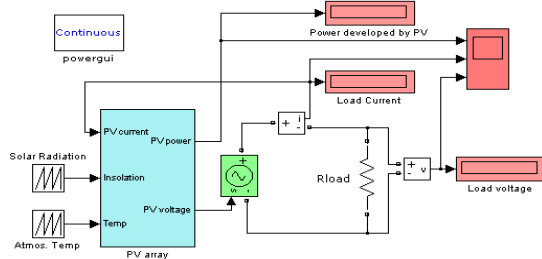 Continuous
powergui
Power developed by PV
Load Current
PV current
PV power
Solar Radiation
Insolation
Rload
Load voltage
PV voltage
Atmos. Temp
Temp
PV array
+
i
-
+
-
v
+
s
-